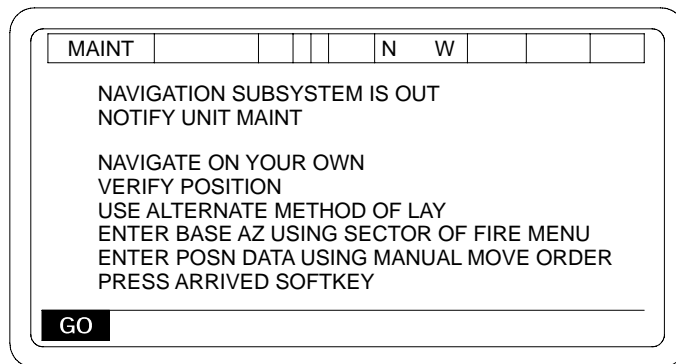 MAINT N W
NAVIGATION SUBSYSTEM IS OUT
NOTIFY UNIT MAINT
NAVIGATE ON YOUR OWN
VERIFY POSITION
USE ALTERNATE METHOD OF LAY
ENTER BASE AZ USING SECTOR OF FIRE MENU
ENTER POSN DATA USING MANUAL MOVE ORDER
PRESS ARRIVED SOFTKEY
GO